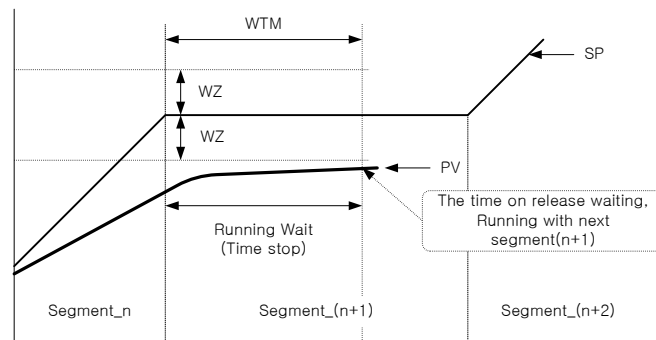 WTM
SP
WZ
WZ
PV
The time on release waiting,
Running with next
segment(n+1)
Running Wait
(Time stop)
Segment_n
Segment_(n+1)
Segment_(n+2)